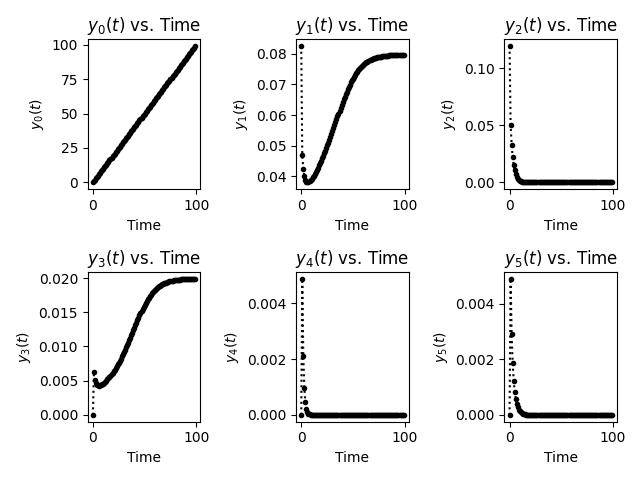 y₀(t) vs. Time
100
75
50
25
0
y₀(t)
0
100
Time
y₁(t) vs. Time
0.08
0.07
0.06
0.05
0.04
y₁(t)
0
100
Time
y₂(t) vs. Time
0.10
0.05
0.00
y₂(t)
0
100
Time
y₃(t) vs. Time
0.020
0.015
0.010
0.005
0.000
y₃(t)
0
100
Time
y₄(t) vs. Time
0.004
0.002
0.000
y₄(t)
0
100
Time
y₅(t) vs. Time
0.004
0.002
0.000
y₅(t)
0
100
Time